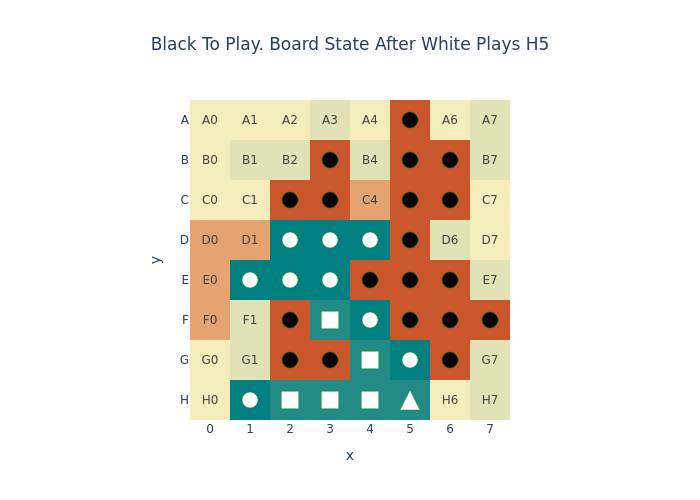 Black To Play. Board State After White Plays H5
A A0 A1 A2 A3 A4 A6 A7
B B0 B1 B2 B4 B7
C C0 C1 C4 C7
D D0 D1 D6 D7
E E0 E7
F F0 F1
G G0 G1 G7
H H0 H6 H7
0 1 2 3 4 5 6 7
x
y